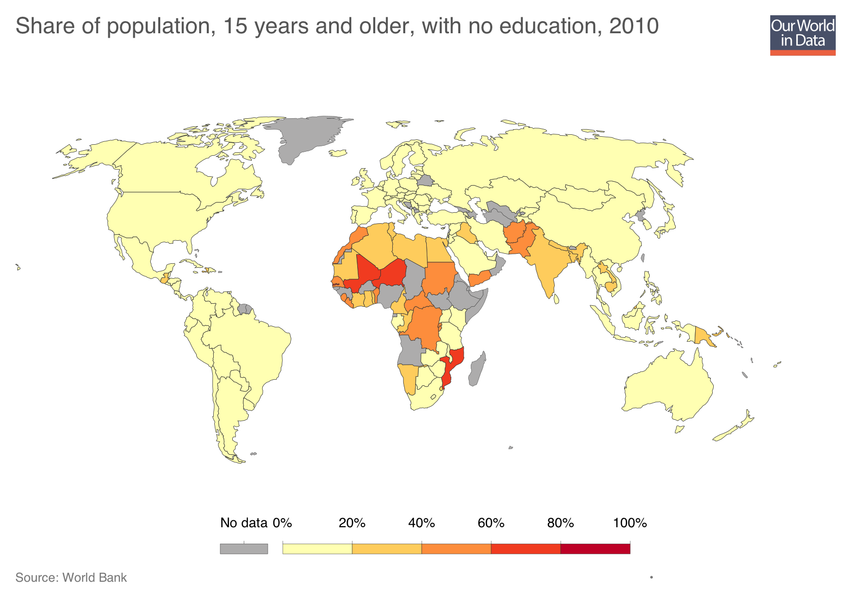 Share of population, 15 years and older, with no education, 2010
Our World
in Data
No data 0% 20% 40% 60% 80% 100%
Source: World Bank